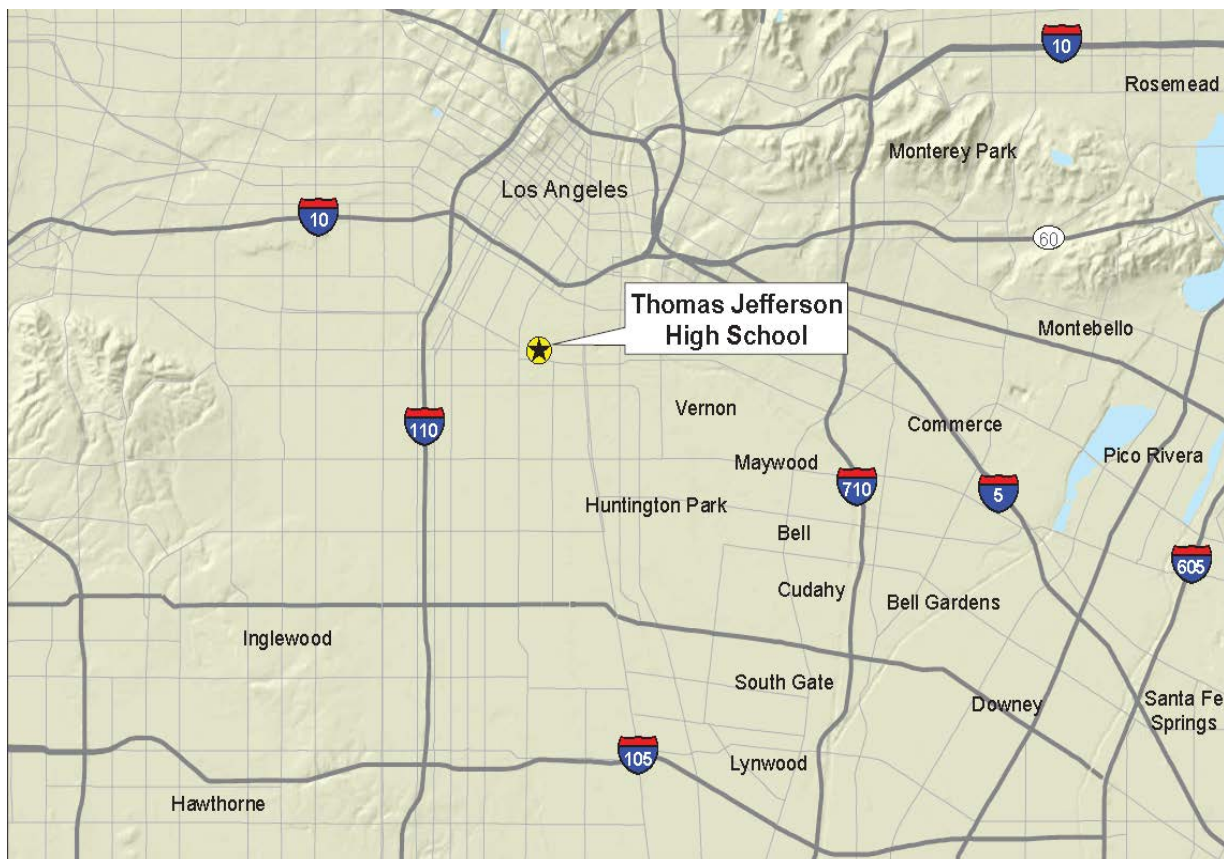 10
Rosemead
Monterey Park
Los Angeles
10
60
Thomas Jefferson
High School
Montebello
Vernon
110
Commerce
Maywood
Pico Rivera
710
5
Huntington Park
Bell
605
Cudahy
Bell Gardens
Inglewood
South Gate
Downey
Santa Fe
Springs
105
Lynwood
Hawthorne